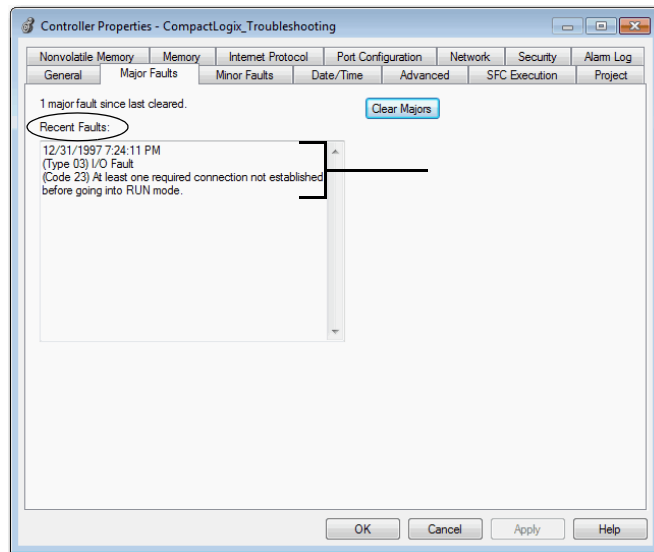 Controller Properties - CompactLogix_Troubleshooting
Nonvolatile Memory Memory Internet Protocol Port Configuration Network Security Alarm Log
General Major Faults Minor Faults Date/Time Advanced SFC Execution Project
1 major fault since last cleared.
Clear Majors
Recent Faults:
12/31/1997 7:24:11 PM
(Type 03) I/O Fault
(Code 23) At least one required connection not established
before going into RUN mode.
OK Cancel Apply Help